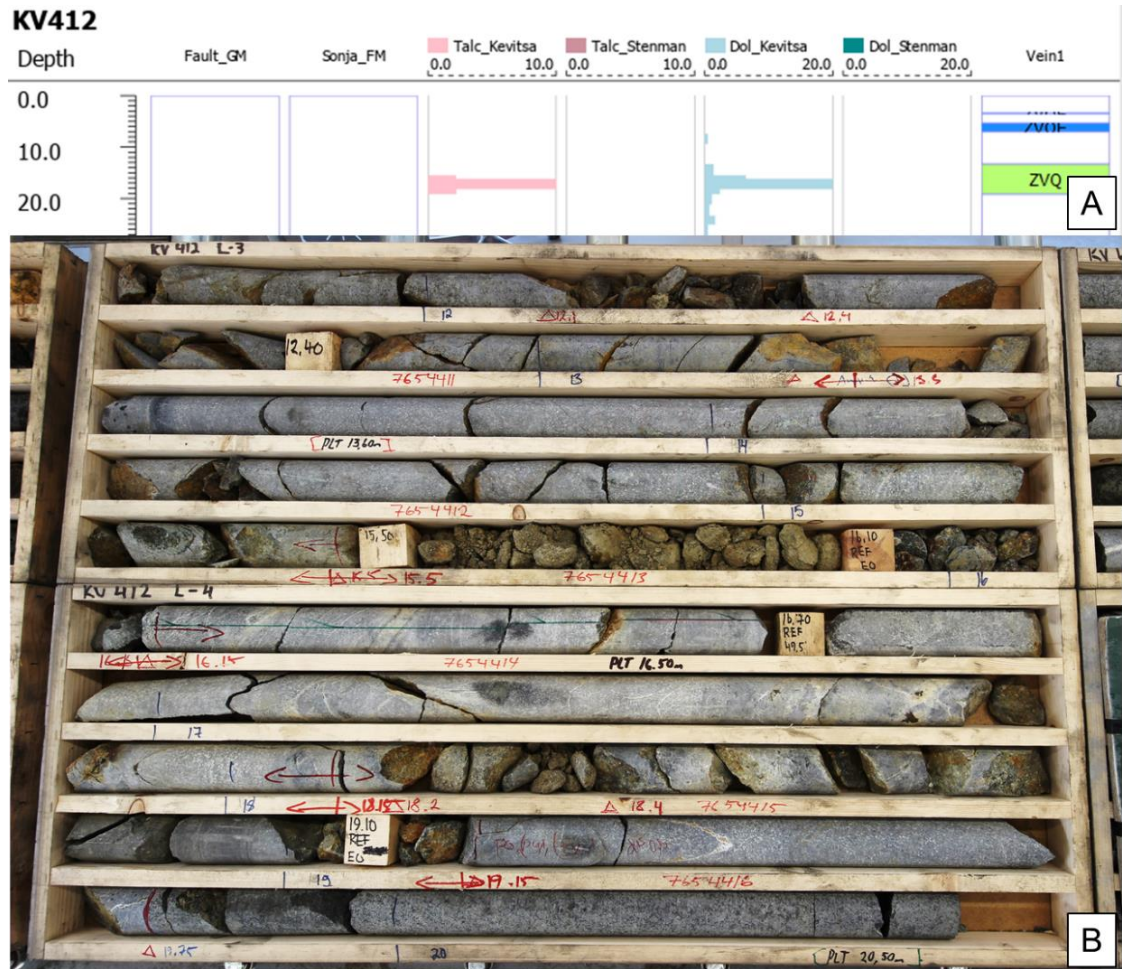 KV412
Depth Fault_GM Sonja_FM Talc_Kevitsa Talc_Stenman Dol_Kevitsa Dol_Stenman Vein1
0.0 10.0 0.0 10.0 0.0 20.0 0.0 20.0
0.0
10.0
ZVQ
20.0
A
KV 412 L-3
12 12,4
12,40
7654411 13
PLT 13,60m 14
7654412 15
15,50
16,10
REF
EO
15.5 7654413 16
KV 412 L-4
16,70
REF
49,5
16.15 7654414 PLT 16.50m
17
18 18.15 18.2 18.4 7654415
19.10
REF
EO
19 19.15 7654416
20 PLT 20,50m
B